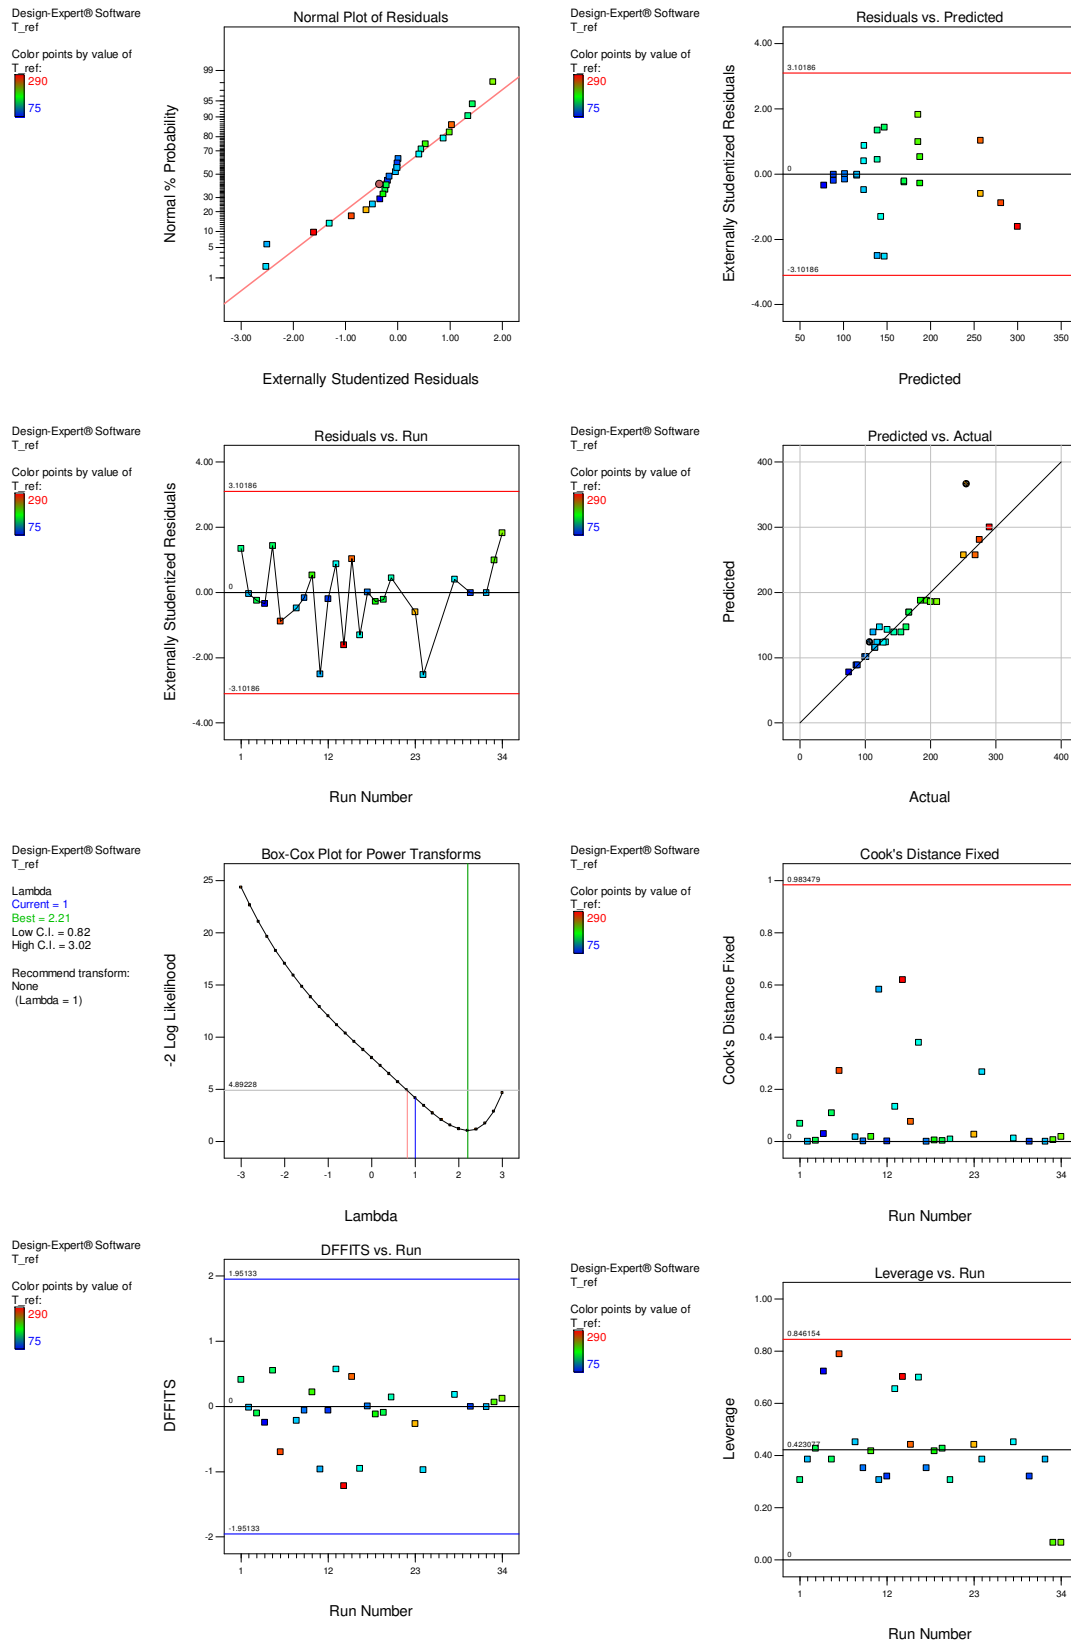 Design-Expert® Software
T_ref
Color points by value of
T_ref:
290
75
Normal Plot of Residuals
Normal % Probability
99
95
90
80
70
50
30
20
10
5
1
-3.00
-2.00
-1.00
0.00
1.00
2.00
Externally Studentized Residuals
Design-Expert® Software
T_ref
Color points by value of
T_ref:
290
75
Residuals vs. Predicted
Externally Studentized Residuals
4.00
3.10186
2.00
0
0.00
-2.00
-3.10186
-4.00
50
100
150
200
250
300
350
Predicted
Design-Expert® Software
T_ref
Color points by value of
T_ref:
290
75
Residuals vs. Run
Externally Studentized Residuals
4.00
3.10186
2.00
0
0.00
-2.00
-3.10186
-4.00
1
12
23
34
Run Number
Design-Expert® Software
T_ref
Color points by value of
T_ref:
290
75
Predicted vs. Actual
Predicted
400
300
200
100
0
0
100
200
300
400
Actual
Design-Expert® Software
T_ref
Lambda
Current = 1
Best = 2.21
Low C.I. = 0.82
High C.I. = 3.02
Recommend transform:
None
(Lambda = 1)
Box-Cox Plot for Power Transforms
-2 Log Likelihood
25
20
15
10
4.89228
5
0
-3
-2
-1
0
1
2
3
Lambda
Design-Expert® Software
T_ref
Color points by value of
T_ref:
290
75
Cook's Distance Fixed
Cook's Distance Fixed
1
0.983479
0.8
0.6
0.4
0.2
0
0
1
12
23
34
Run Number
Design-Expert® Software
T_ref
Color points by value of
T_ref:
290
75
DFFITS vs. Run
DFFITS
2
1.95133
1
0
0
-1
-1.95133
-2
1
12
23
34
Run Number
Design-Expert® Software
T_ref
Color points by value of
T_ref:
290
75
Leverage vs. Run
Leverage
1.00
0.846154
0.80
0.60
0.423077
0.40
0.20
0
0.00
1
12
23
34
Run Number